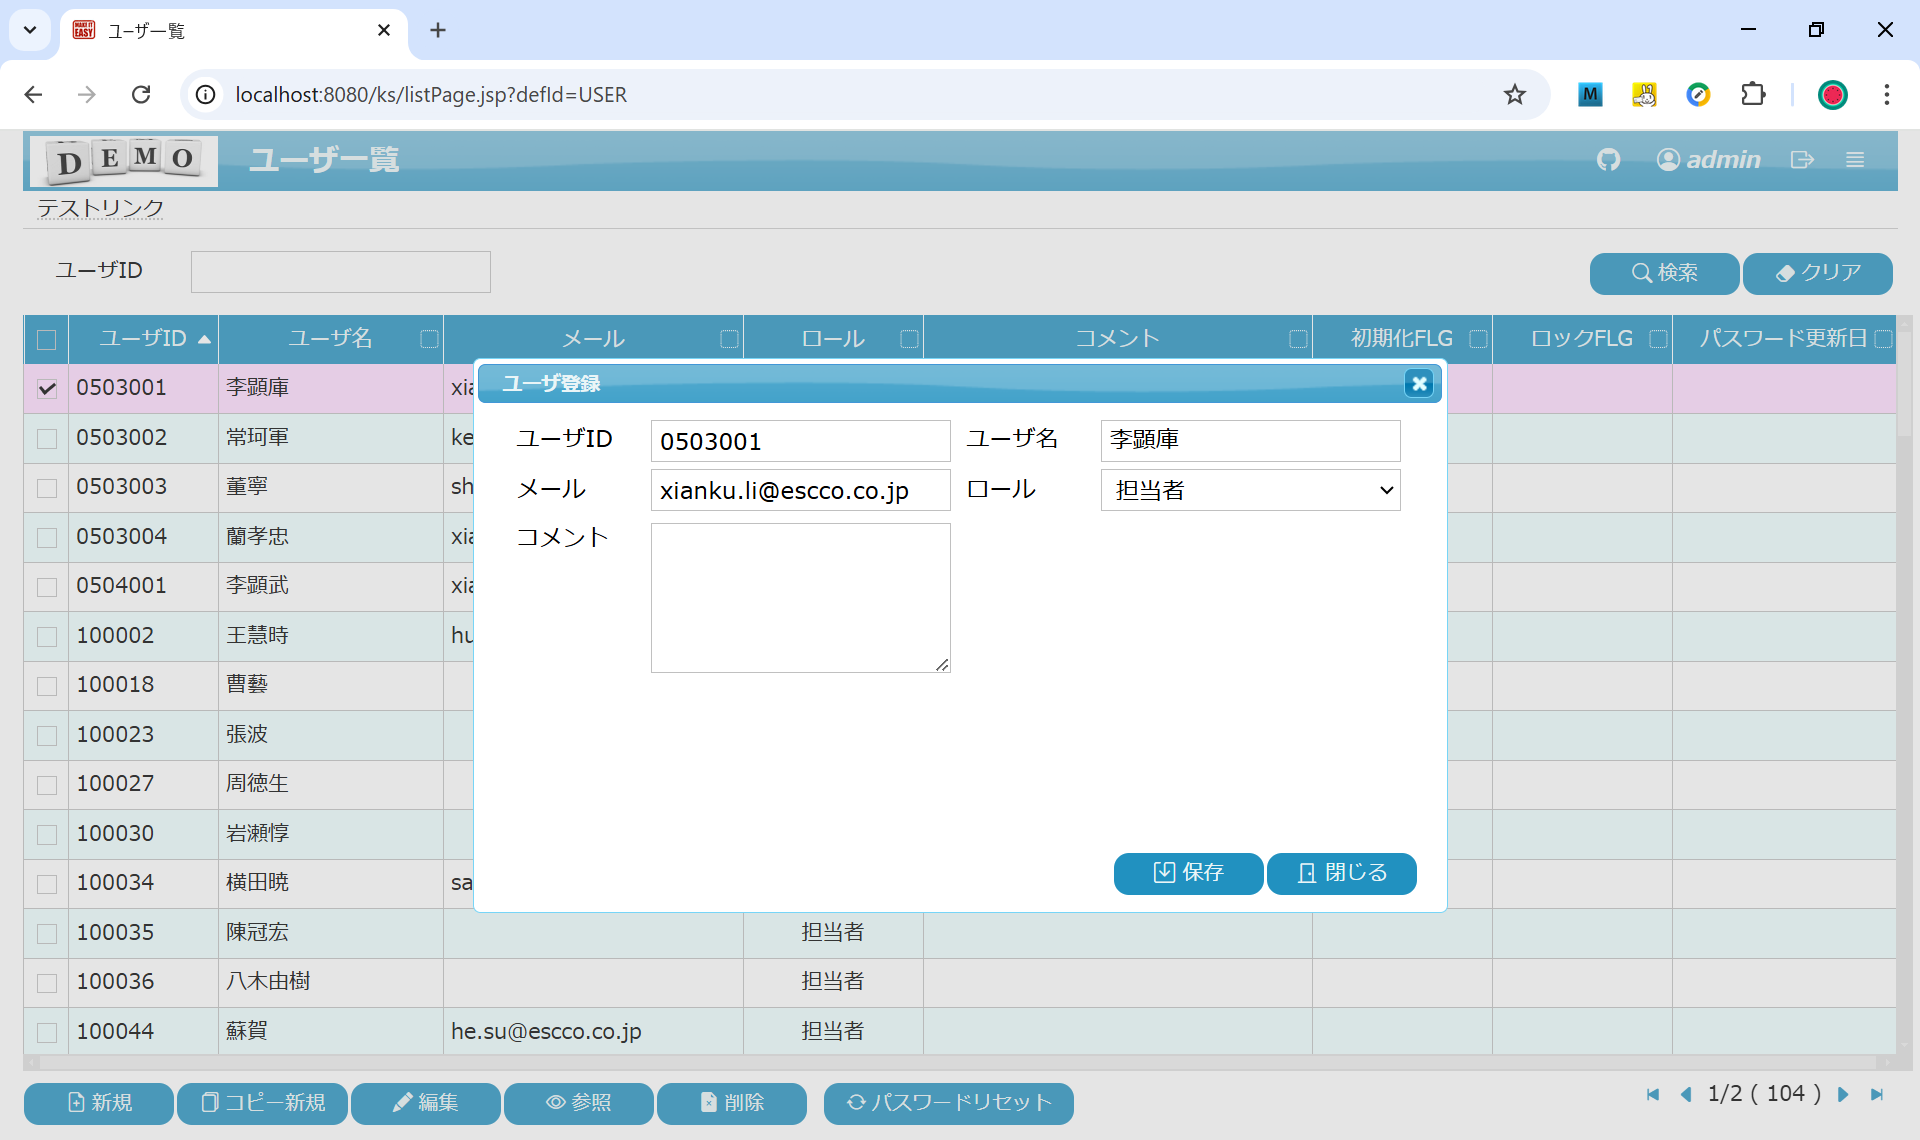 ユーザ一覧
localhost:8080/ks/listPage.jsp?defId=USER
DEMO ユーザ一覧 admin
テストリンク
ユーザID 検索 クリア
ユーザID ユーザ名 メール ロール コメント 初期化FLG ロックFLG パスワード更新日
0503001 李顕庫 xia
0503002 常珂軍 ke
0503003 董寧 sh
0503004 蘭孝忠 xia
0504001 李顕武 xia
100002 王慧時 hu
100018 曹藝
100023 張波
100027 周徳生
100030 岩瀬惇
100034 横田暁 sa
100035 陳冠宏 担当者
100036 八木由樹 担当者
100044 蘇賀 he.su@escco.co.jp 担当者
ユーザ登録
ユーザID 0503001 ユーザ名 李顕庫
メール xianku.li@escco.co.jp ロール 担当者
コメント
保存 閉じる
新規 コピー新規 編集 参照 削除 パスワードリセット 1/2 ( 104 )